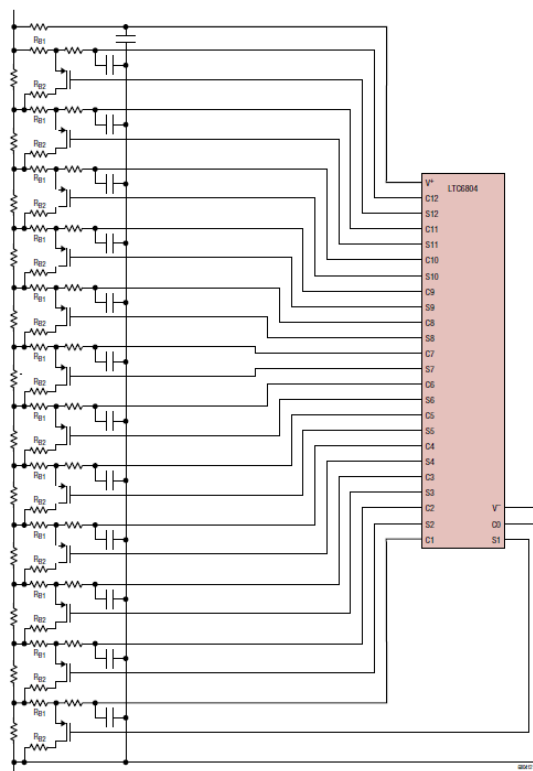 RB1
RB2
RB1
RB2
RB1
RB2
RB1
RB2
RB1
RB2
RB1
RB2
RB1
RB2
RB1
RB2
RB1
RB2
RB1
RB2
RB1
RB2
RB1
RB2
LTC6804
V+
C12
S12
C11
S11
C10
S10
C9
S9
C8
S8
C7
S7
C6
S6
C5
S5
C4
S4
C3
S3
C2
S2
C1
V−
C0
S1